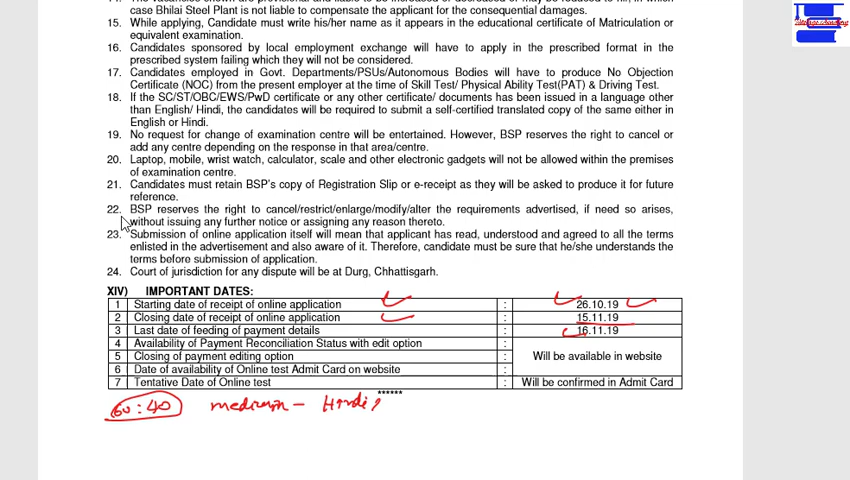 case Bhilai Steel Plant is not liable to compensate the applicant for the consequential damages.
15. While applying, Candidate must write his/her name as it appears in the educational certificate of Matriculation or
equivalent examination.
16. Candidates sponsored by local employment exchange will have to apply in the prescribed format in the
prescribed system failing which they will not be considered.
17. Candidates employed in Govt. Departments/PSUs/Autonomous Bodies will have to produce No Objection
Certificate (NOC) from the present employer at the time of Skill Test/ Physical Ability Test(PAT) & Driving Test.
18. If the SC/ST/OBC/EWS/PwD certificate or any other certificate/ documents has been issued in a language other
than English/ Hindi, the candidates will be required to submit a self-certified translated copy of the same either in
English or Hindi.
19. No request for change of examination centre will be entertained. However, BSP reserves the right to cancel or
add any centre depending on the response in that area/centre.
20. Laptop, mobile, wrist watch, calculator, scale and other electronic gadgets will not be allowed within the premises
of examination centre.
21. Candidates must retain BSP's copy of Registration Slip or e-receipt as they will be asked to produce it for future
reference.
22. BSP reserves the right to cancel/restrict/enlarge/modify/alter the requirements advertised, if need so arises,
without issuing any further notice or assigning any reason thereto.
23. Submission of online application itself will mean that applicant has read, understood and agreed to all the terms
enlisted in the advertisement and also aware of it. Therefore, candidate must be sure that he/she understands the
terms before submission of application.
24. Court of jurisdiction for any dispute will be at Durg, Chhattisgarh.
XIV) IMPORTANT DATES:
1 Starting date of receipt of online application : 26.10.19
2 Closing date of receipt of online application : 15.11.19
3 Last date of feeding of payment details : 16.11.19
4 Availability of Payment Reconciliation Status with edit option :
5 Closing of payment editing option : Will be available in website
6 Date of availability of Online test Admit Card on website :
7 Tentative Date of Online test : Will be confirmed in Admit Card
******
60:40 medium - Hindi